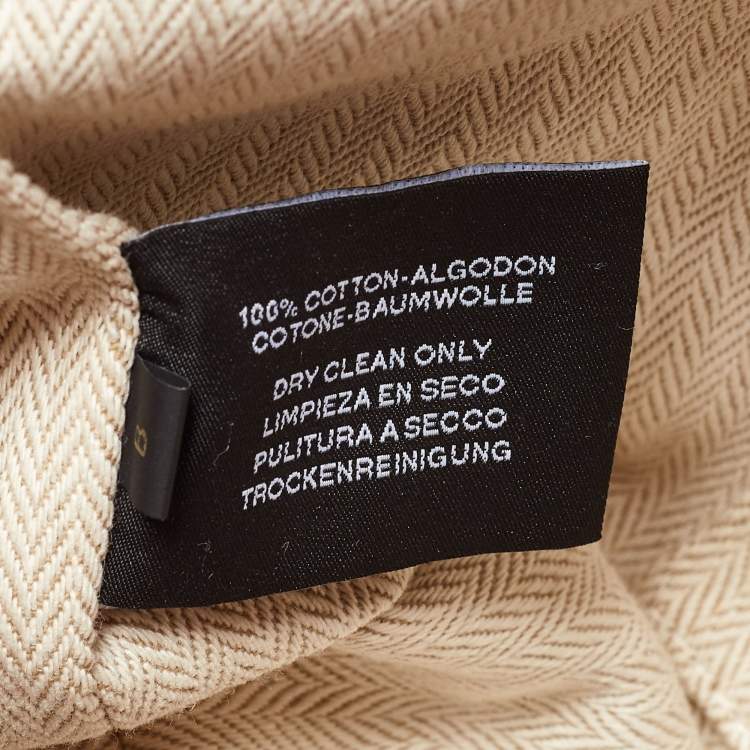 100% COTTON-ALGODON
COTONE-BAUMWOLLE
DRY CLEAN ONLY
LIMPIEZA EN SECO
PULITURA A SECCO
TROCKENREINIGUNG